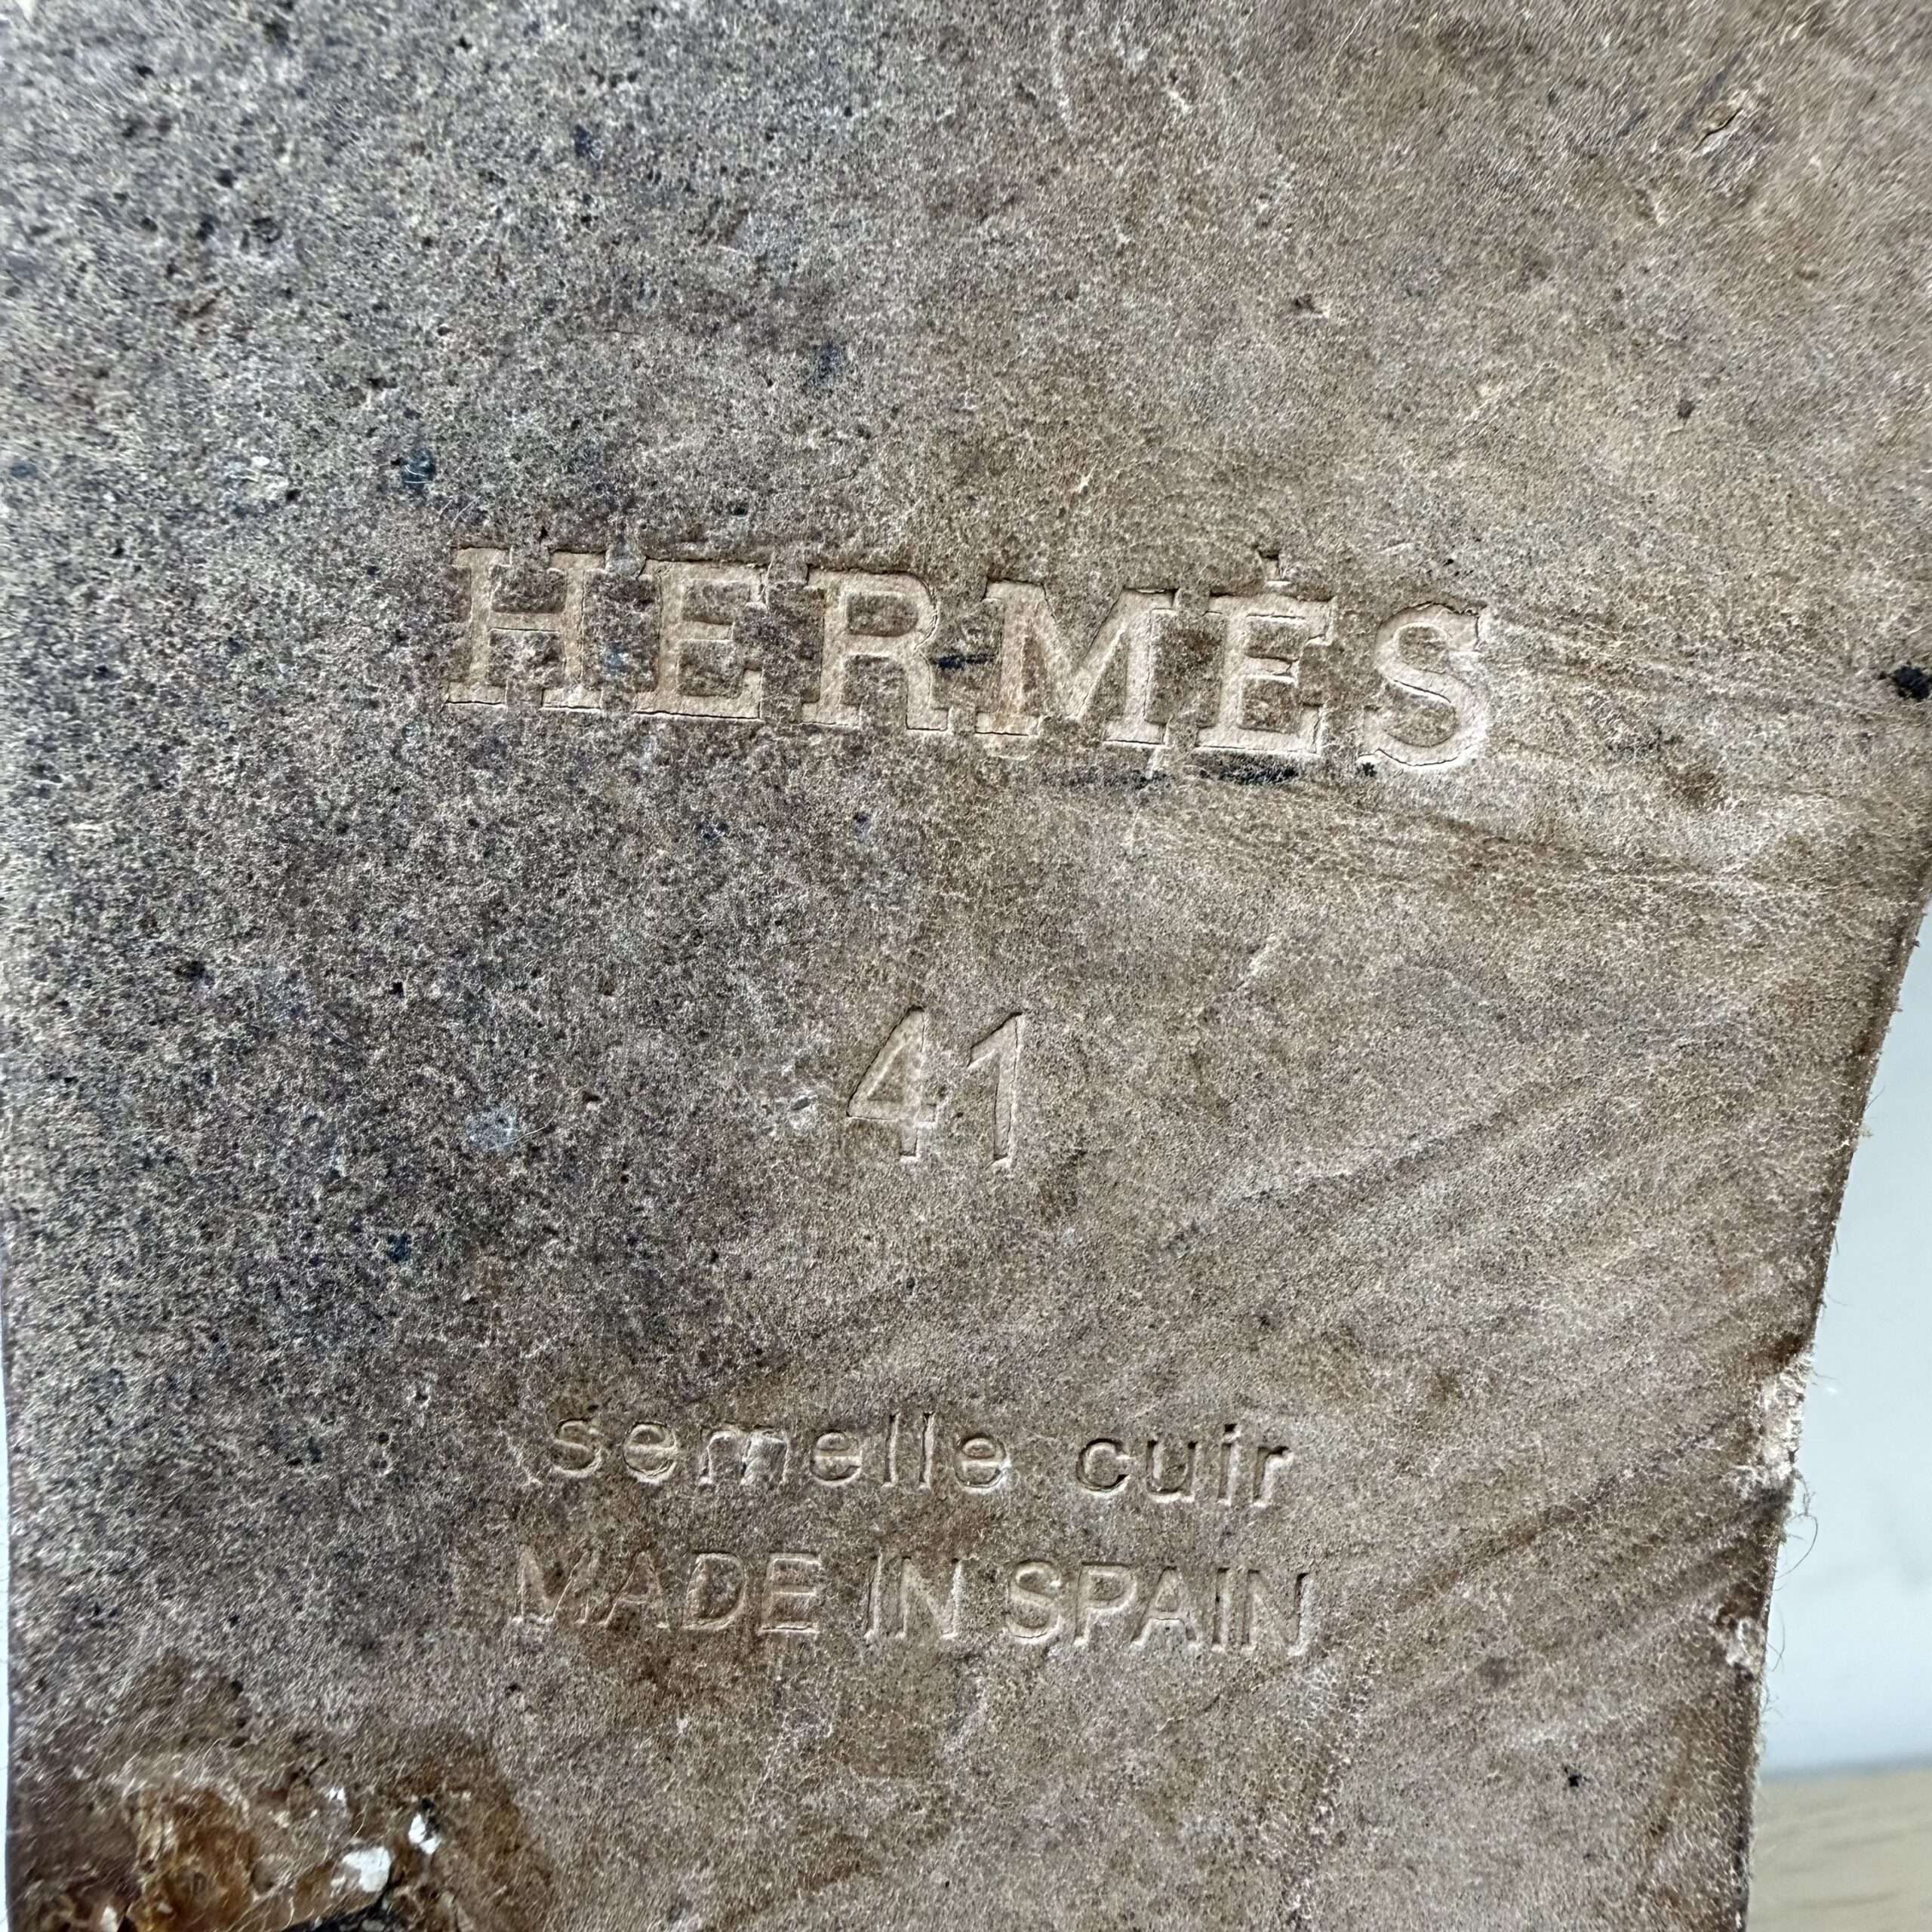 HERMÈS
41
semelle cuir
MADE IN SPAIN